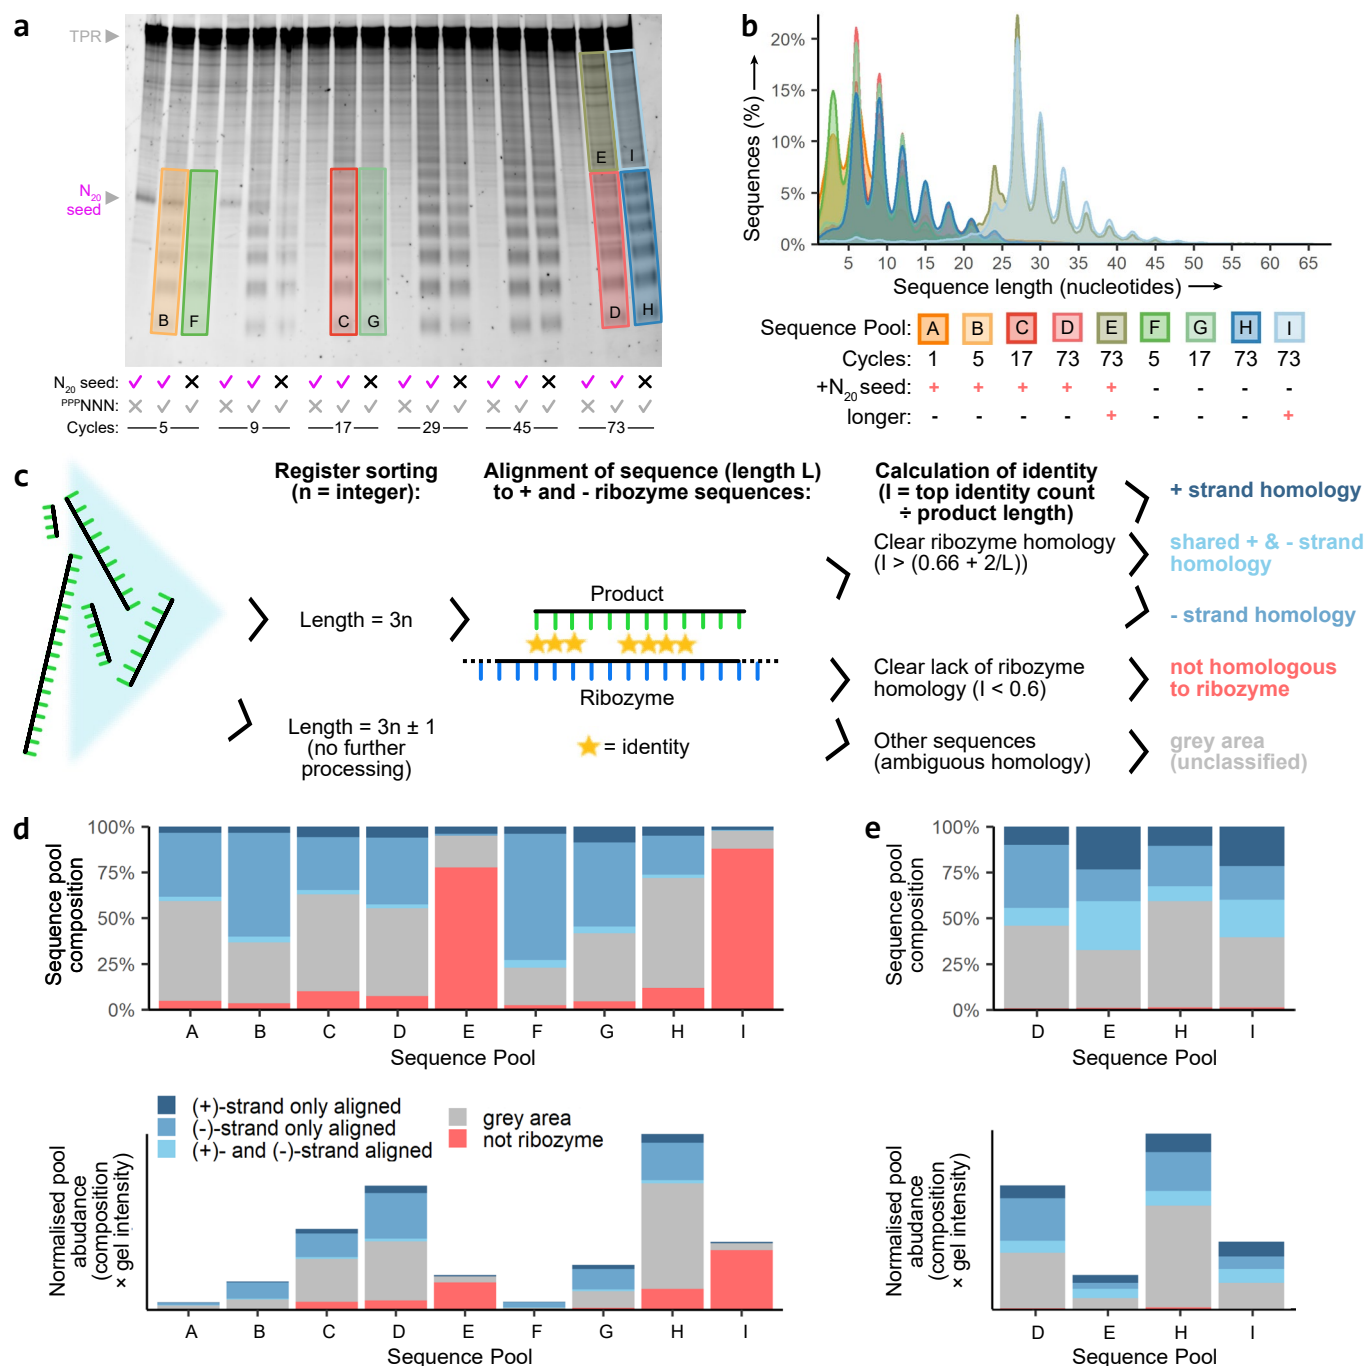 a
TPR
N20
seed
B
F
C
G
E
I
D
H
N20 seed:
PPPNNN:
Cycles:
5
9
17
29
45
73
b
Sequences (%)
20%
15%
10%
5%
0%
5 10 15 20 25 30 35 40 45 50 55 60 65
Sequence length (nucleotides)
Sequence Pool: A B C D E F G H I
Cycles: 1 5 17 73 73 5 17 73 73
+N20 seed: + + + + + - - - -
longer: - - - - + - - - +
c
Register sorting
(n = integer):
Length = 3n
Length = 3n ± 1
(no further
processing)
Alignment of sequence (length L)
to + and - ribozyme sequences:
Product
Ribozyme
= identity
Calculation of identity
(I = top identity count
÷ product length)
Clear ribozyme homology
(I > (0.66 + 2/L))
Clear lack of ribozyme
homology (I < 0.6)
Other sequences
(ambiguous homology)
+ strand homology
shared + & - strand
homology
- strand homology
not homologous
to ribozyme
grey area
(unclassified)
d
Sequence pool
composition
100%
75%
50%
25%
0%
A B C D E F G H I
Sequence Pool
(+)-strand only aligned
(-)-strand only aligned
(+)- and (-)-strand aligned
grey area
not ribozyme
Normalised pool
abudance
(composition
× gel intensity)
A B C D E F G H I
Sequence Pool
e
Sequence pool
composition
100%
75%
50%
25%
0%
D E H I
Sequence Pool
Normalised pool
abudance
(composition
× gel intensity)
D E H I
Sequence Pool